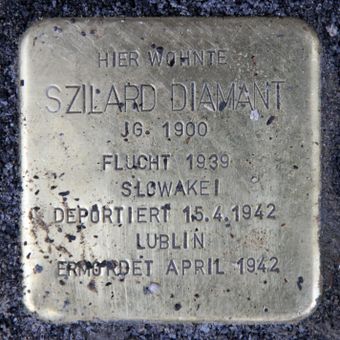 HIER WOHNTE
SZILARD DIAMANT
JG. 1900
FLUCHT 1939
SLOWAKEI
DEPORTIERT 15.4.1942
LUBLIN
ERMORDET APRIL 1942